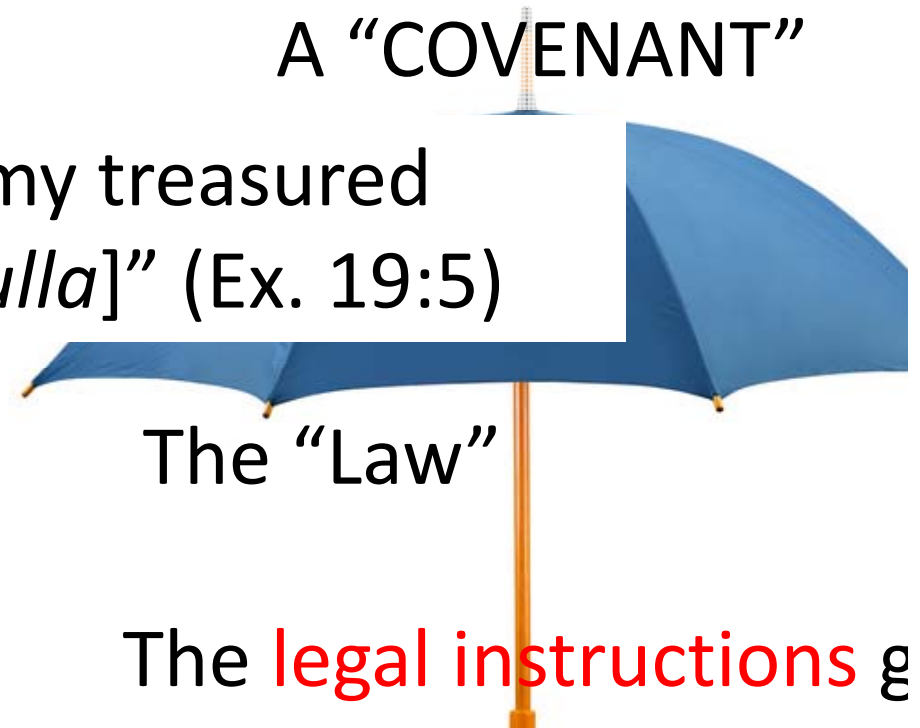 A “COVENANT”
my treasured
ulla]” (Ex. 19:5)
The “Law”
The legal instructions g